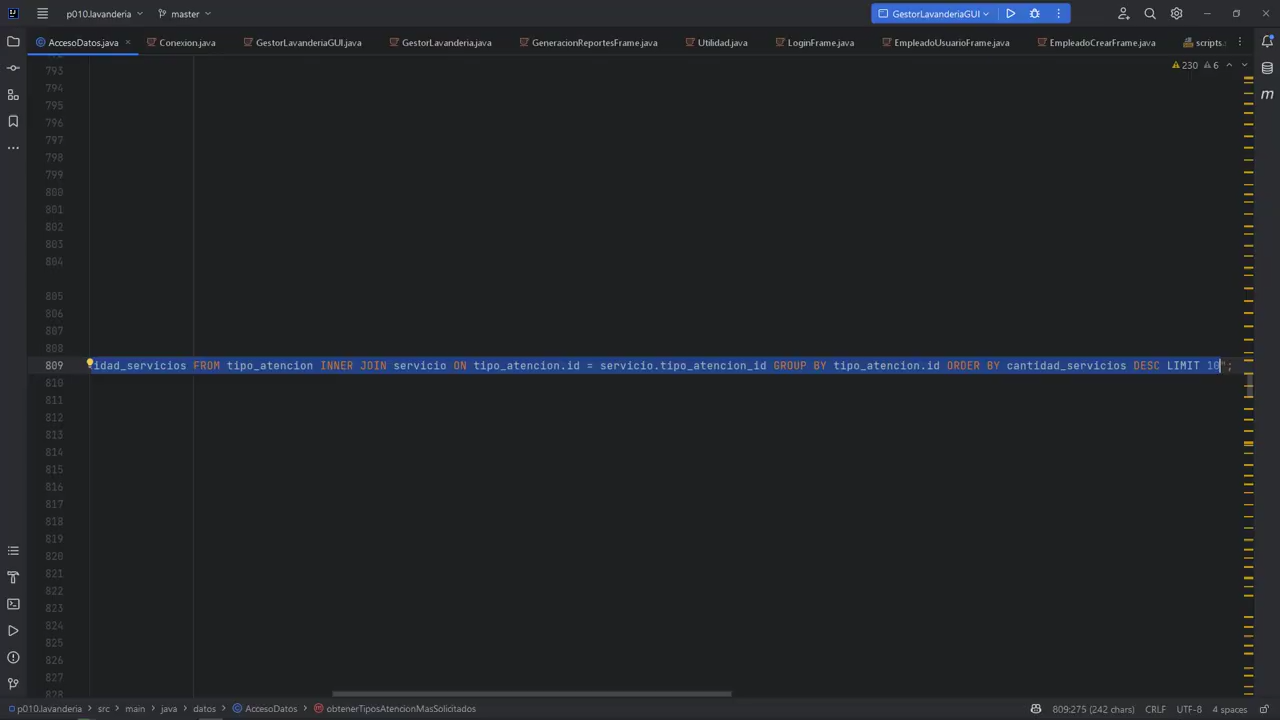 p010.lavanderia
master
GestorLavanderiaGUI
AccesoDatos.java
Conexion.java
GestorLavanderiaGUI.java
GestorLavanderia.java
GeneracionReportesFrame.java
Utilidad.java
LoginFrame.java
EmpleadoUsuarioFrame.java
EmpleadoCrearFrame.java
scripts.
230
6
793
794
795
796
797
798
799
800
801
802
803
804
805
806
807
808
809 idad_servicios FROM tipo_atencion INNER JOIN servicio ON tipo_atencion.id = servicio.tipo_atencion_id GROUP BY tipo_atencion.id ORDER BY cantidad_servicios DESC LIMIT 10";
810
811
812
813
814
815
816
817
818
819
820
821
822
823
824
825
826
827
828
p010.lavanderia > src > main > java > datos > AccesoDatos > obtenerTiposAtencionMasSolicitados
809:275 (242 chars)
CRLF
UTF-8
4 spaces